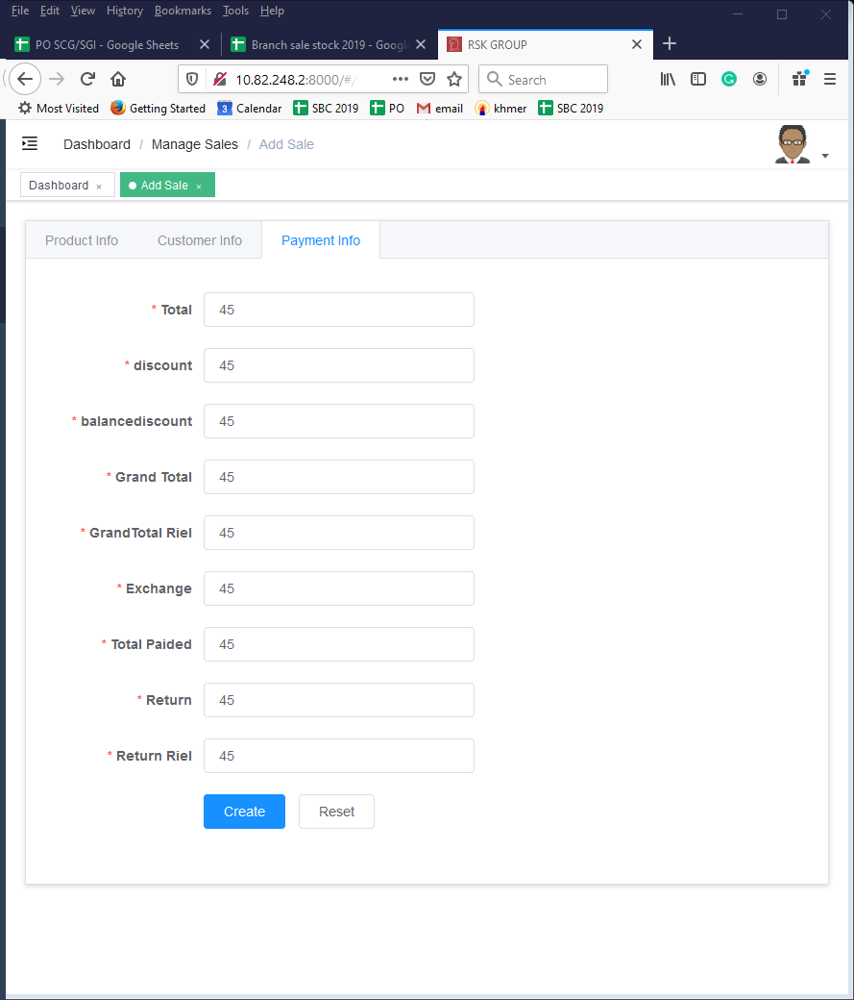 File Edit View History Bookmarks Tools Help
PO SCG/SGI - Google Sheets Branch sale stock 2019 - Googl RSK GROUP
10.82.248.2:8000/#/ Search
Most Visited Getting Started 3 Calendar SBC 2019 PO email khmer SBC 2019
Dashboard / Manage Sales / Add Sale
Dashboard × Add Sale ×
Product Info Customer Info Payment Info
* Total 45
* discount 45
* balancediscount 45
* Grand Total 45
* GrandTotal Riel 45
* Exchange 45
* Total Paided 45
* Return 45
* Return Riel 45
Create Reset